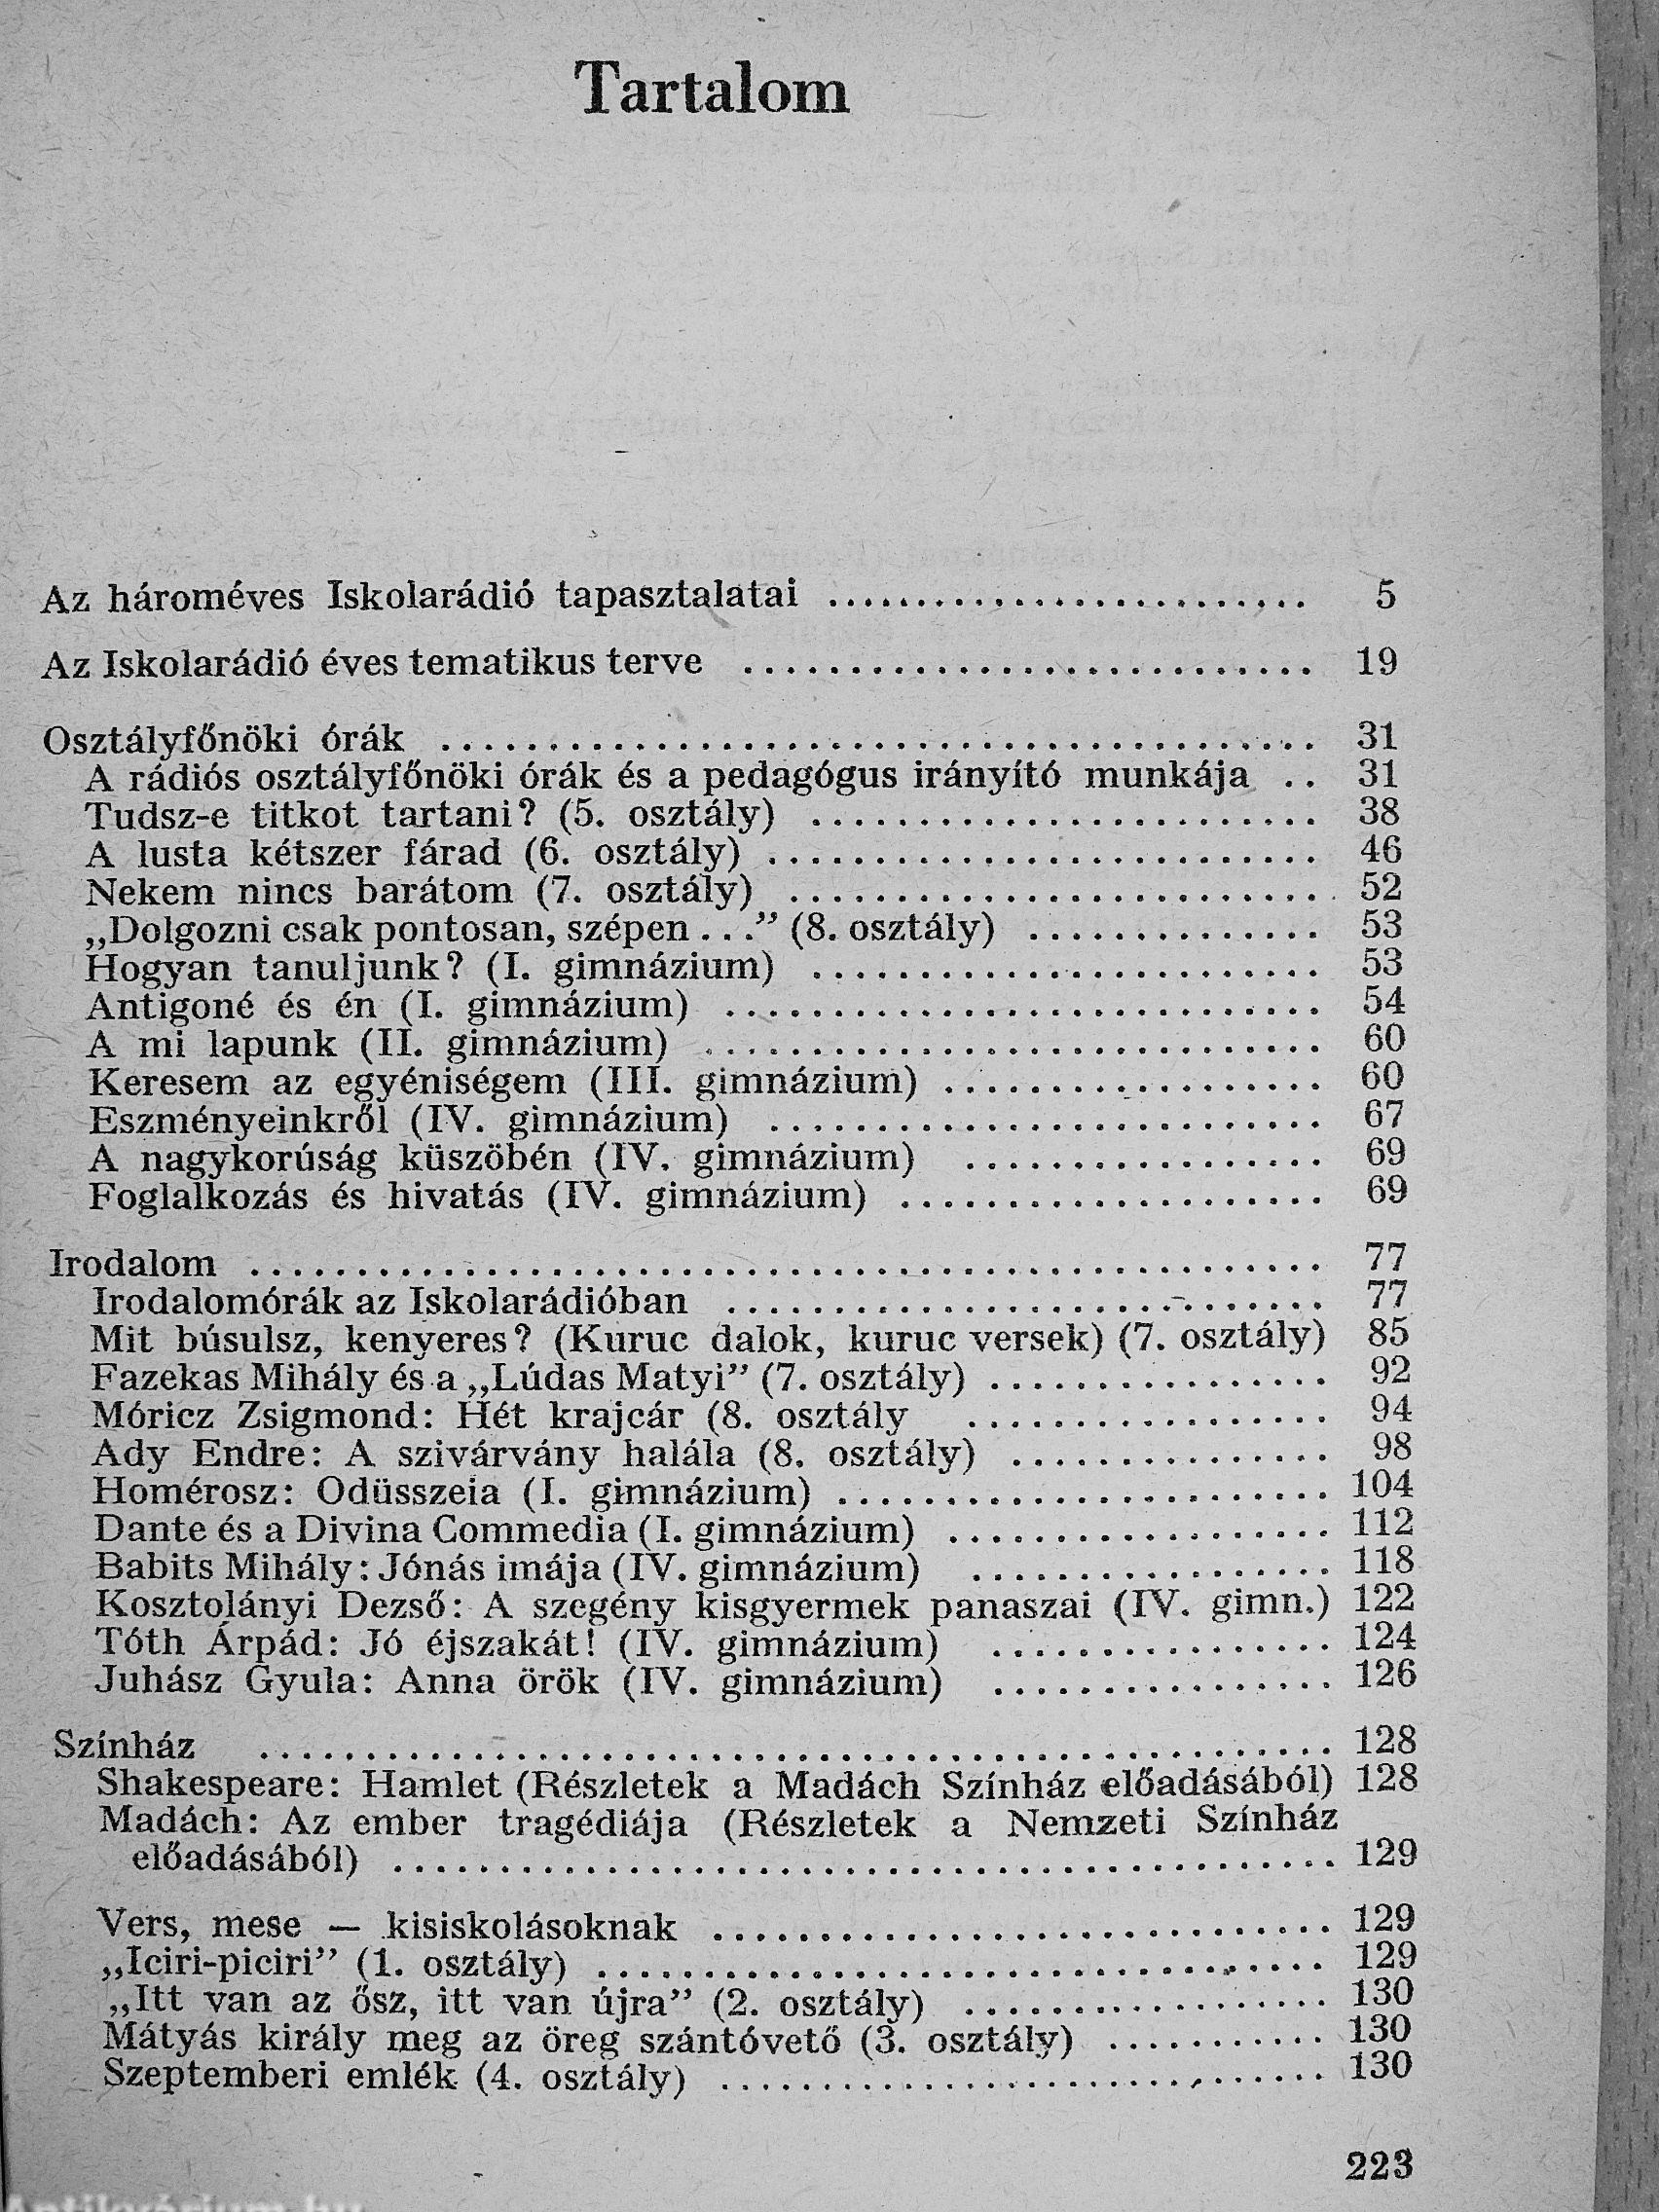 Tartalom
Az hároméves Iskolarádió tapasztalatai ........................ 5
Az Iskolarádió éves tematikus terve ........................... 19
Osztályfőnöki órák ......................................... 31
A rádiós osztályfőnöki órák és a pedagógus irányító munkája .. 31
Tudsz-e titkot tartani? (5. osztály) ........................ 38
A lusta kétszer fárad (6. osztály) .......................... 46
Nekem nincs barátom (7. osztály) ......................... 52
„Dolgozni csak pontosan, szépen ...” (8. osztály) .............. 53
Hogyan tanuljunk? (I. gimnázium) ........................ 53
Antigoné és én (I. gimnázium) ............................ 54
A mi lapunk (II. gimnázium) ............................. 60
Keresem az egyéniségem (III. gimnázium) .................. 60
Eszményeinkről (IV. gimnázium) .......................... 67
A nagykorúság küszöbén (IV. gimnázium) ................. 69
Foglalkozás és hivatás (IV. gimnázium) .................... 69
Irodalom .................................................. 77
Irodalomórák az Iskolarádióban ............................ 77
Mit búsulsz, kenyeres? (Kuruc dalok, kuruc versek) (7. osztály) 85
Fazekas Mihály és a „Lúdas Matyi” (7. osztály) ................ 92
Móricz Zsigmond: Hét krajcár (8. osztály ................. 94
Ady Endre: A szivárvány halála (8. osztály) ............... 98
Homérosz: Odüsszeia (I. gimnázium) ....................... 104
Dante és a Divina Commedia (I. gimnázium) .................. 112
Babits Mihály: Jónás imája (IV. gimnázium) ................. 118
Kosztolányi Dezső: A szegény kisgyermek panaszai (IV. gimn.) 122
Tóth Árpád: Jó éjszakát! (IV. gimnázium) ................ 124
Juhász Gyula: Anna örök (IV. gimnázium) ................ 126
Színház ................................................... 128
Shakespeare: Hamlet (Részletek a Madách Színház előadásából) 128
Madách: Az ember tragédiája (Részletek a Nemzeti Színház
előadásából) ............................................. 129
Vers, mese — kisiskolásoknak ............................. 129
„Iciri-piciri” (1. osztály) ................................... 129
„Itt van az ősz, itt van újra” (2. osztály) ................. 130
Mátyás király meg az öreg szántóvető (3. osztály) ........... 130
Szeptemberi emlék (4. osztály) ............................ 130
223
Antikvárium.hu